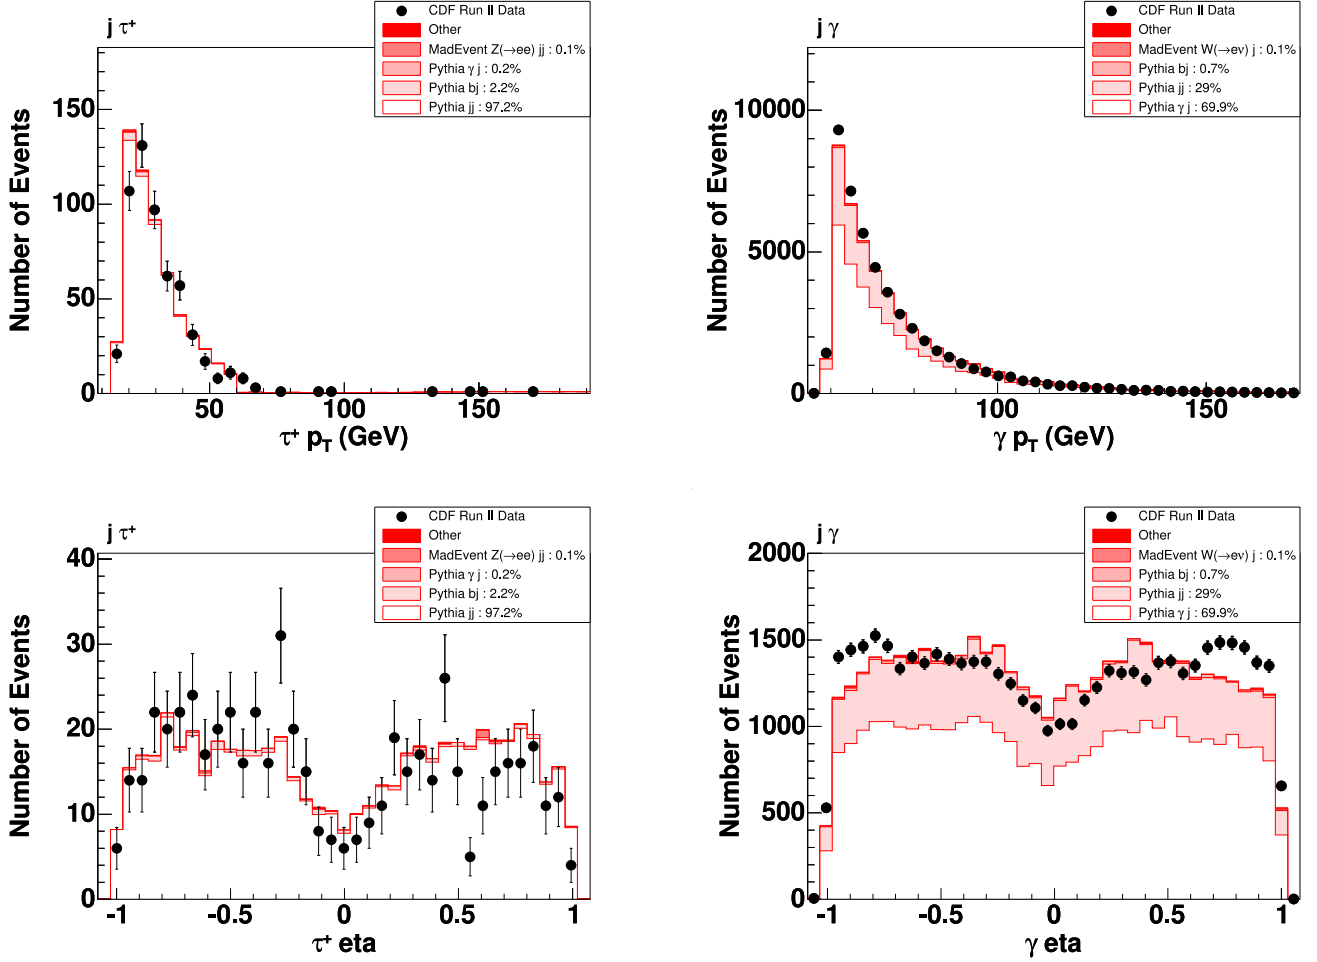 j τ⁺
CDF Run II Data
Other
MadEvent Z(→ee) jj : 0.1%
Pythia γ j : 0.2%
Pythia bj : 2.2%
Pythia jj : 97.2%
Number of Events
150
100
50
0
50
100
150
τ⁺ p_T (GeV)
j γ
CDF Run II Data
Other
MadEvent W(→eν) j : 0.1%
Pythia bj : 0.7%
Pythia jj : 29%
Pythia γ j : 69.9%
Number of Events
10000
5000
0
100
150
γ p_T (GeV)
j τ⁺
CDF Run II Data
Other
MadEvent Z(→ee) jj : 0.1%
Pythia γ j : 0.2%
Pythia bj : 2.2%
Pythia jj : 97.2%
Number of Events
40
30
20
10
0
-1
-0.5
0
0.5
1
τ⁺ eta
j γ
CDF Run II Data
Other
MadEvent W(→eν) j : 0.1%
Pythia bj : 0.7%
Pythia jj : 29%
Pythia γ j : 69.9%
Number of Events
2000
1500
1000
500
0
-1
-0.5
0
0.5
1
γ eta